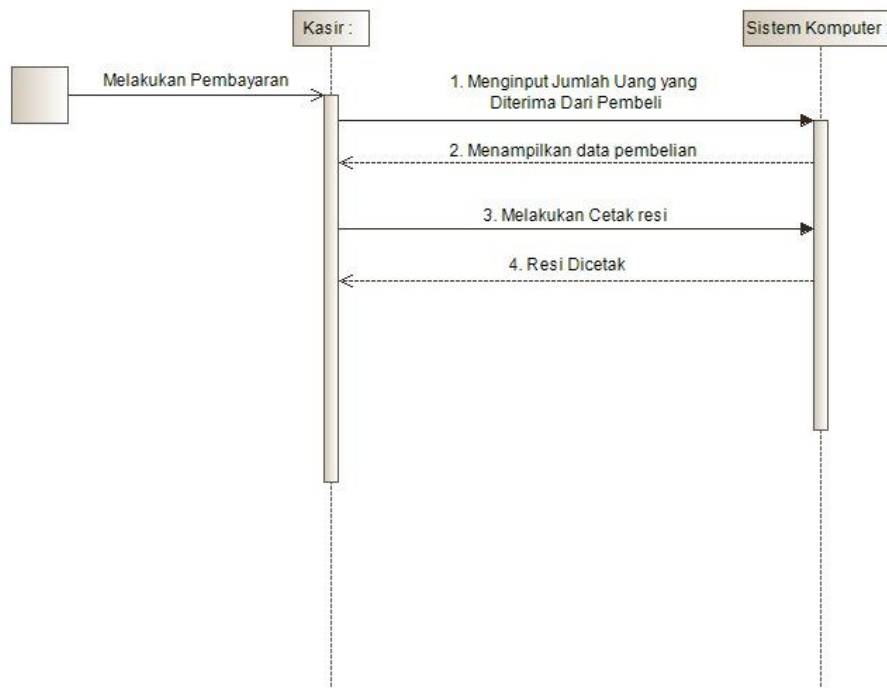 Kasir :
Sistem Komputer :
Melakukan Pembayaran
1. Menginput Jumlah Uang yang
Diterima Dari Pembeli
2. Menampilkan data pembelian
3. Melakukan Cetak resi
4. Resi Dicetak